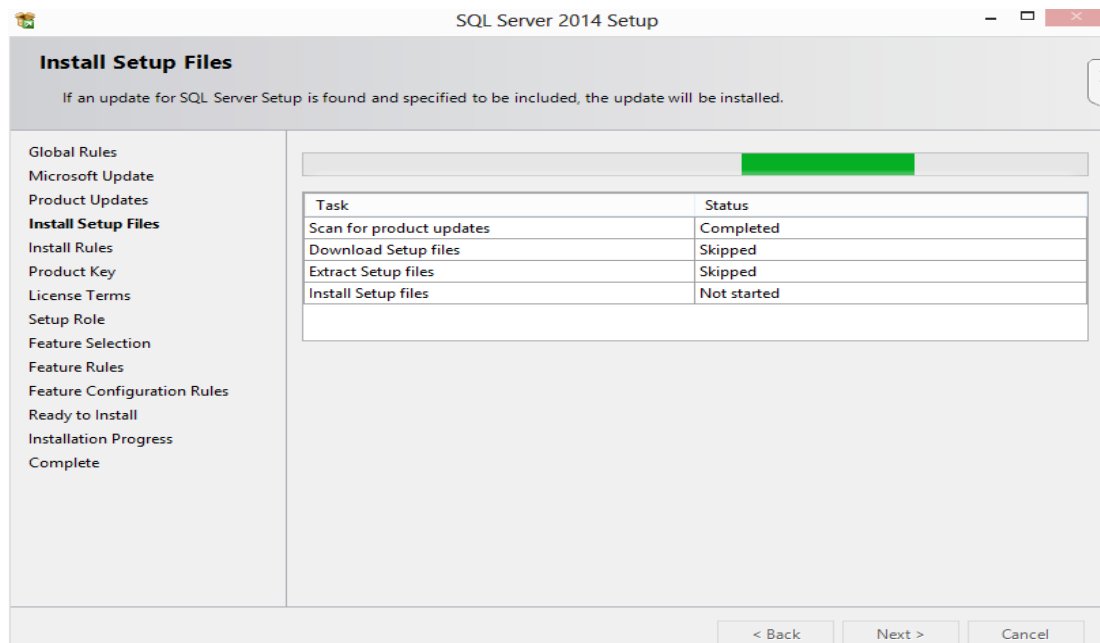 SQL Server 2014 Setup
Install Setup Files
If an update for SQL Server Setup is found and specified to be included, the update will be installed.
Global Rules
Microsoft Update
Product Updates
Install Setup Files
Install Rules
Product Key
License Terms
Setup Role
Feature Selection
Feature Rules
Feature Configuration Rules
Ready to Install
Installation Progress
Complete
Task Status
Scan for product updates Completed
Download Setup files Skipped
Extract Setup files Skipped
Install Setup files Not started
< Back Next > Cancel